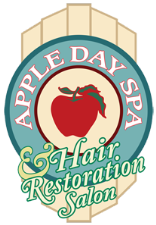 APPLE DAY SPA
& Hair
Restoration
Salon